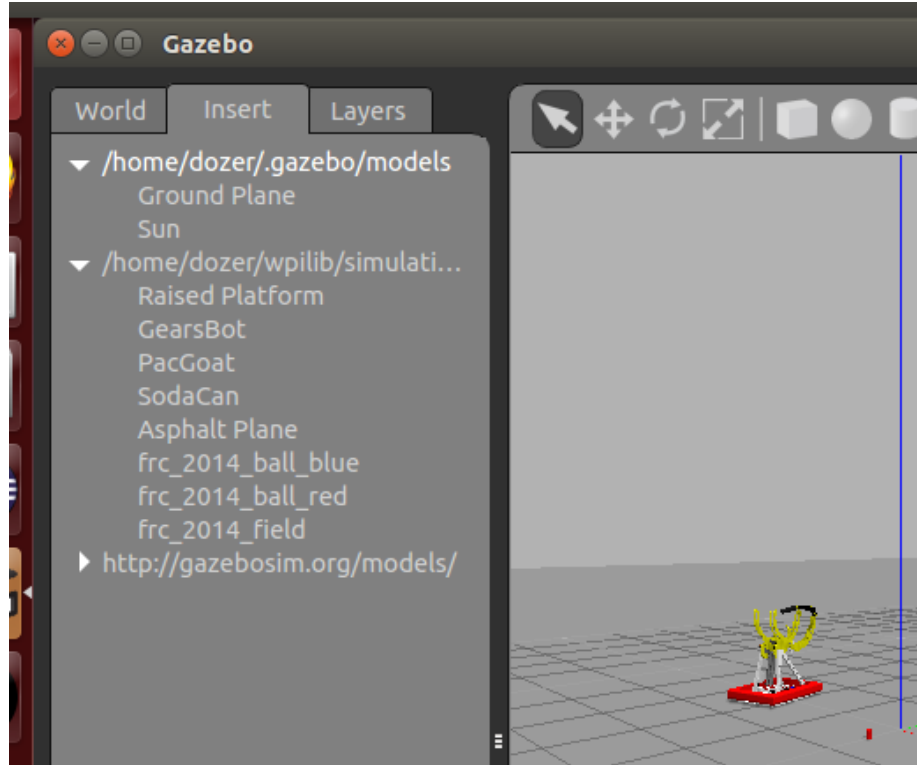 Gazebo
World Insert Layers
/home/dozer/.gazebo/models
Ground Plane
Sun
/home/dozer/wpilib/simulati...
Raised Platform
GearsBot
PacGoat
SodaCan
Asphalt Plane
frc_2014_ball_blue
frc_2014_ball_red
frc_2014_field
http://gazebosim.org/models/